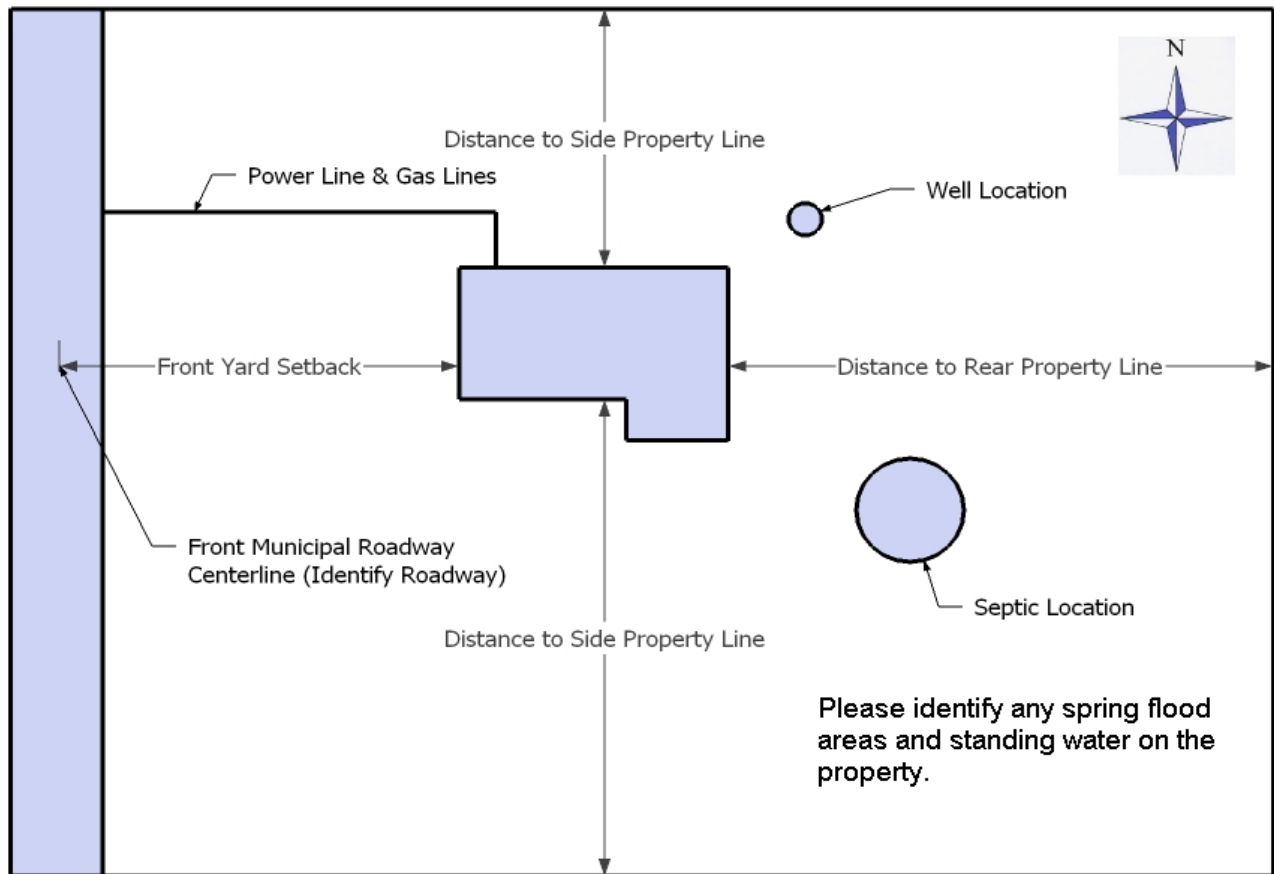 N
Distance to Side Property Line
Power Line & Gas Lines
Well Location
Front Yard Setback
Distance to Rear Property Line
Front Municipal Roadway
Centerline (Identify Roadway)
Septic Location
Distance to Side Property Line
Please identify any spring flood
areas and standing water on the
property.